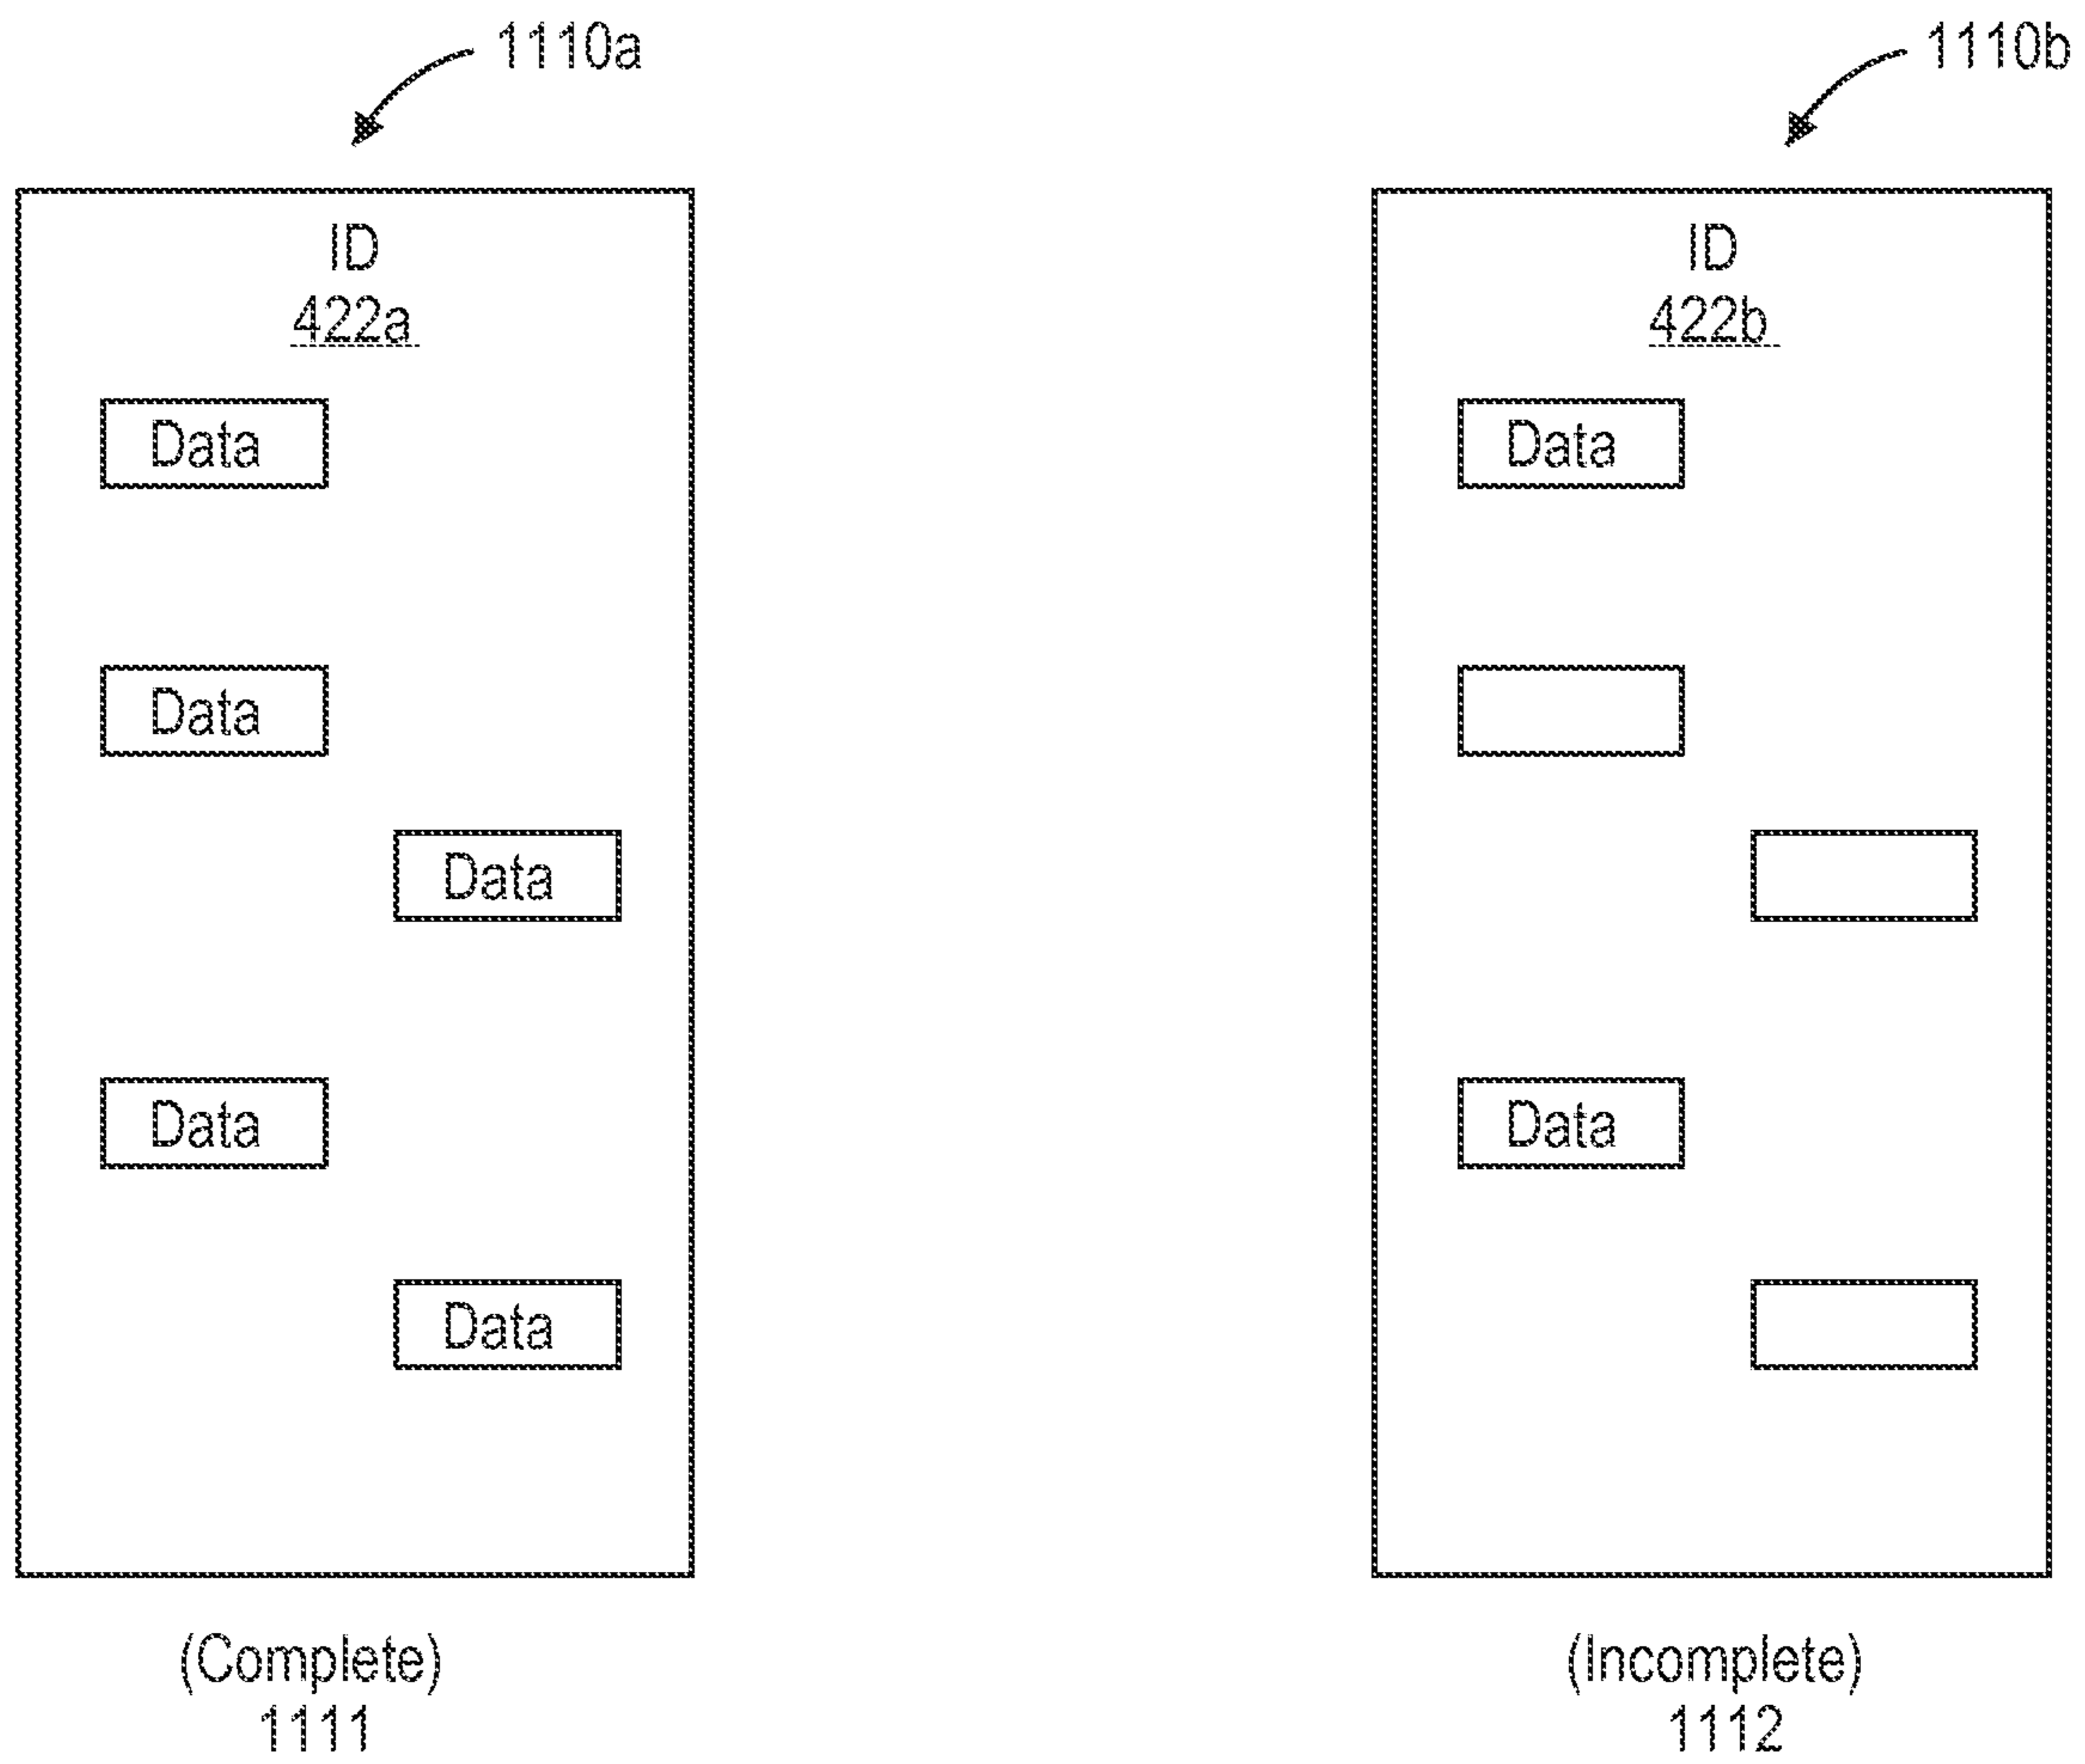 1110a
ID
422a
Data
Data
Data
Data
Data
(Complete)
1111
1110b
ID
422b
Data
Data
(Incomplete)
1112